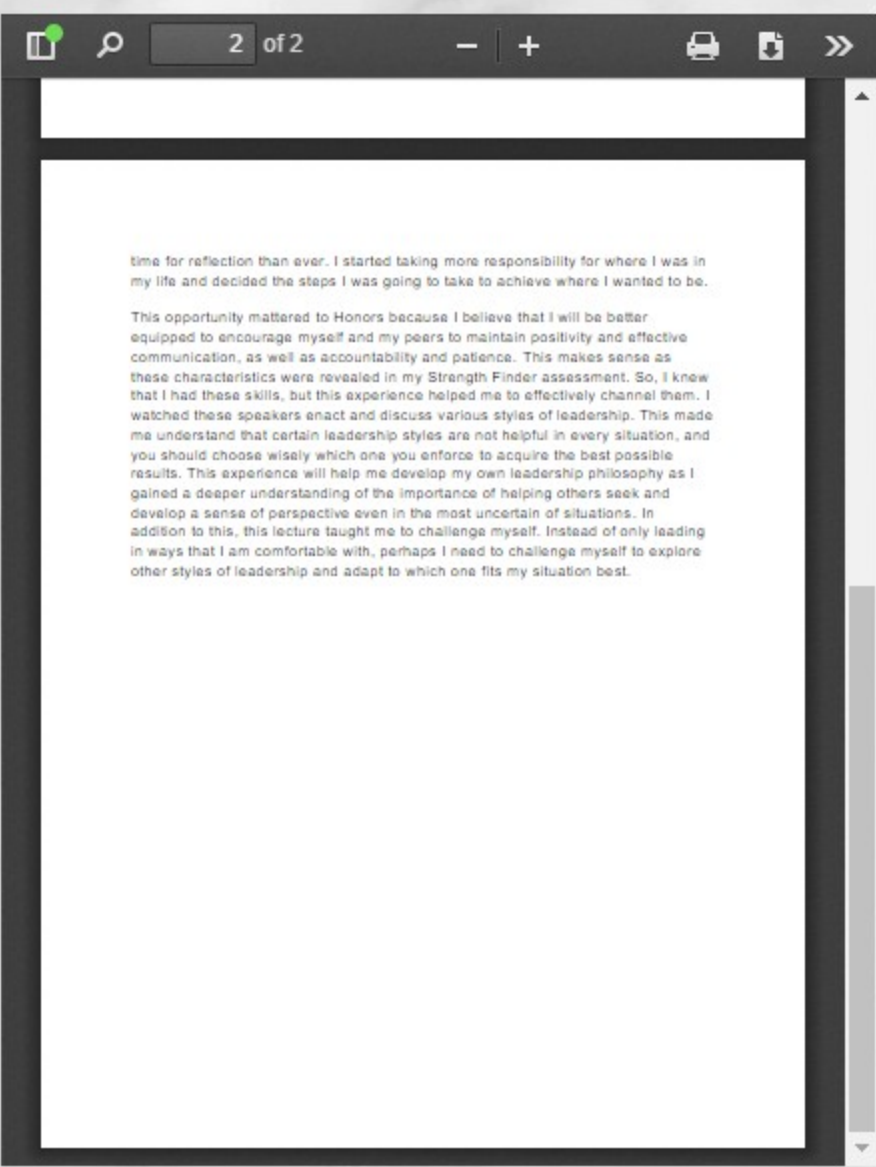 2 of 2
time for reflection than ever. I started taking more responsibility for where I was in
my life and decided the steps I was going to take to achieve where I wanted to be.
This opportunity mattered to Honors because I believe that I will be better
equipped to encourage myself and my peers to maintain positivity and effective
communication, as well as accountability and patience. This makes sense as
these characteristics were revealed in my Strength Finder assessment. So, I knew
that I had these skills, but this experience helped me to effectively channel them. I
watched these speakers enact and discuss various styles of leadership. This made
me understand that certain leadership styles are not helpful in every situation, and
you should choose wisely which one you enforce to acquire the best possible
results. This experience will help me develop my own leadership philosophy as I
gained a deeper understanding of the importance of helping others seek and
develop a sense of perspective even in the most uncertain of situations. In
addition to this, this lecture taught me to challenge myself. Instead of only leading
in ways that I am comfortable with, perhaps I need to challenge myself to explore
other styles of leadership and adapt to which one fits my situation best.